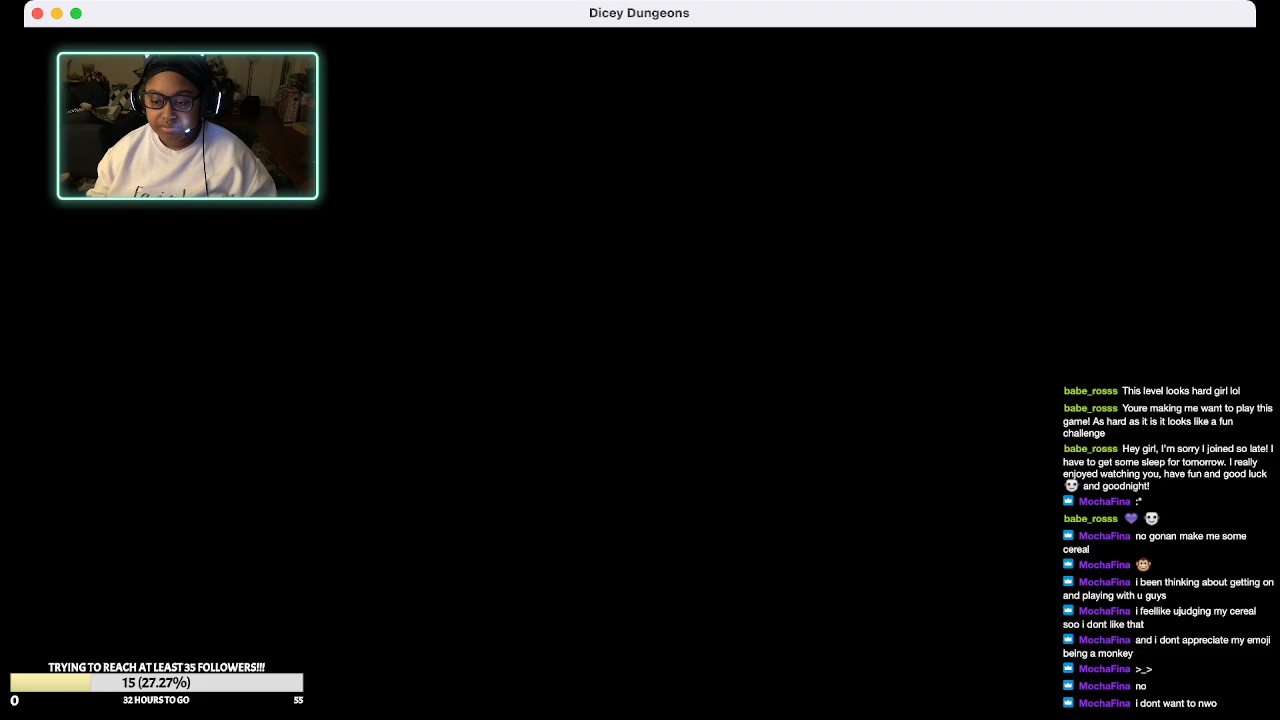 Dicey Dungeons
babe_rosss This level looks hard girl lol
babe_rosss Youre making me want to play this
game! As hard as it is it looks like a fun
challenge
babe_rosss Hey girl, I'm sorry I joined so late! I
have to get some sleep for tomorrow. I really
enjoyed watching you, have fun and good luck
and goodnight!
MochaFina :*
babe_rosss
MochaFina no gonan make me some
cereal
MochaFina
MochaFina i been thinking about getting on
and playing with u guys
MochaFina i feellike ujudging my cereal
soo i dont like that
MochaFina and i dont appreciate my emoji
being a monkey
MochaFina >_>
MochaFina no
MochaFina i dont want to nwo
TRYING TO REACH AT LEAST 35 FOLLOWERS!!!
15 (27.27%)
0 32 HOURS TO GO 55